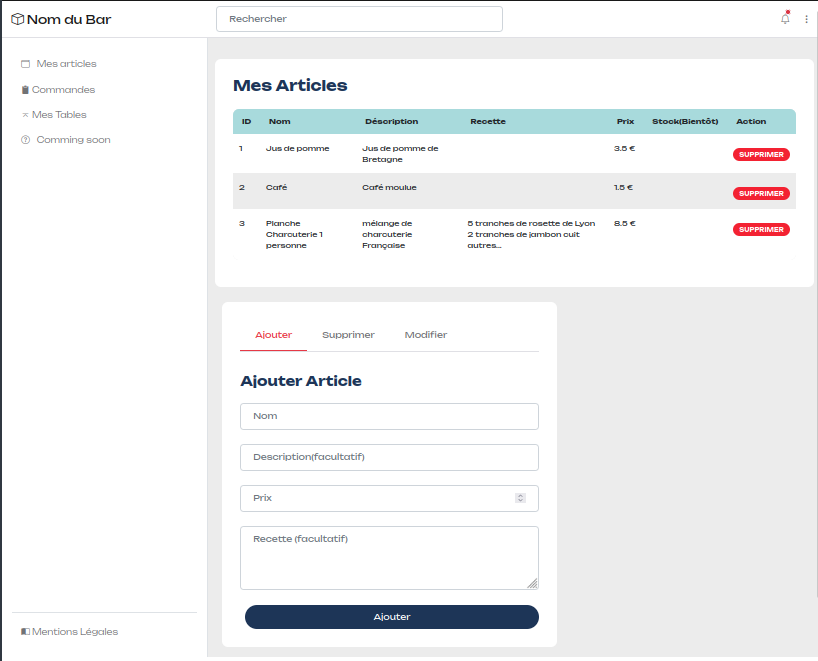 Nom du Bar
Rechercher
Mes articles
Commandes
Mes Tables
Comming soon
Mentions Légales
Mes Articles
ID Nom Déscription Recette Prix Stock(Bientôt) Action
1 Jus de pomme Jus de pomme de 3.5 €
Bretagne
SUPPRIMER
2 Café Café moulue 1.5 €
SUPPRIMER
3 Planche mélange de 5 tranches de rosette de Lyon 8.5 €
Charcuterie 1 charcuterie 2 tranches de jambon cuit
personne Française autres...
SUPPRIMER
Ajouter Supprimer Modifier
Ajouter Article
Nom
Description(facultatif)
Prix
Recette (facultatif)
Ajouter